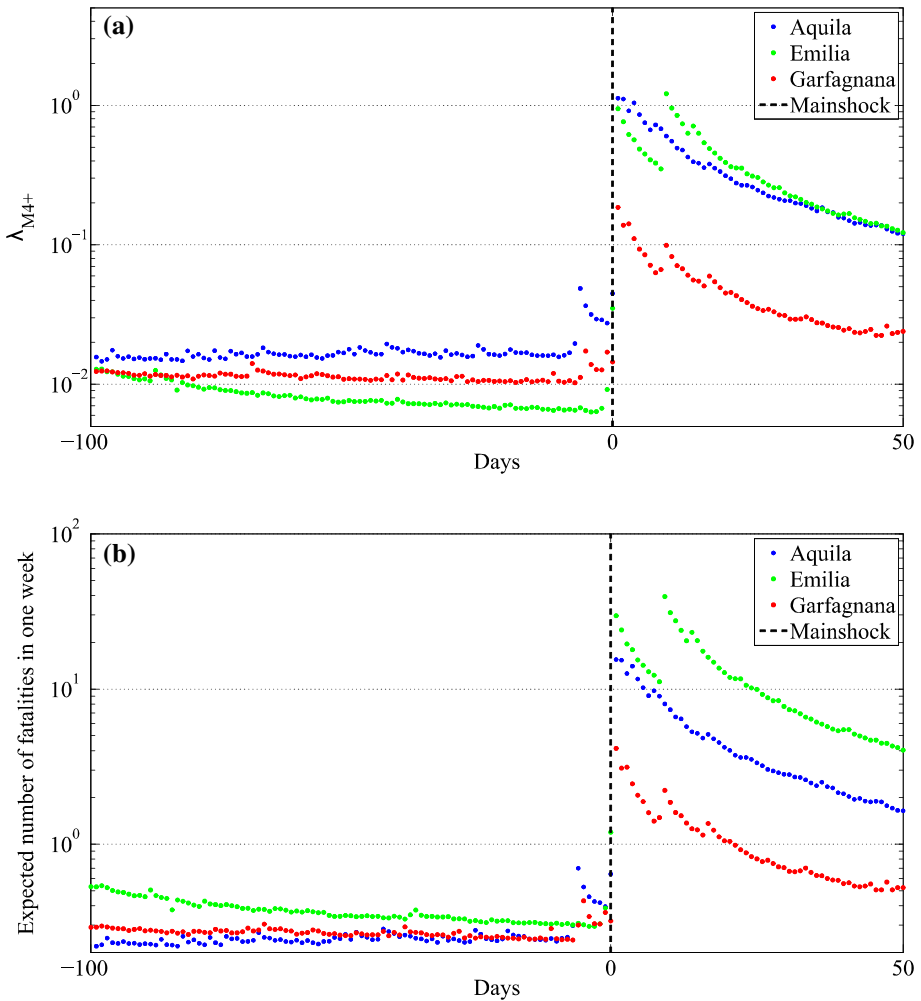 (a)
Aquila
Emilia
Garfagnana
Mainshock
10^0
10^−1
10^−2
λ_M4+
−100
0
50
Days
(b)
Aquila
Emilia
Garfagnana
Mainshock
10^2
10^1
10^0
Expected number of fatalities in one week
−100
0
50
Days